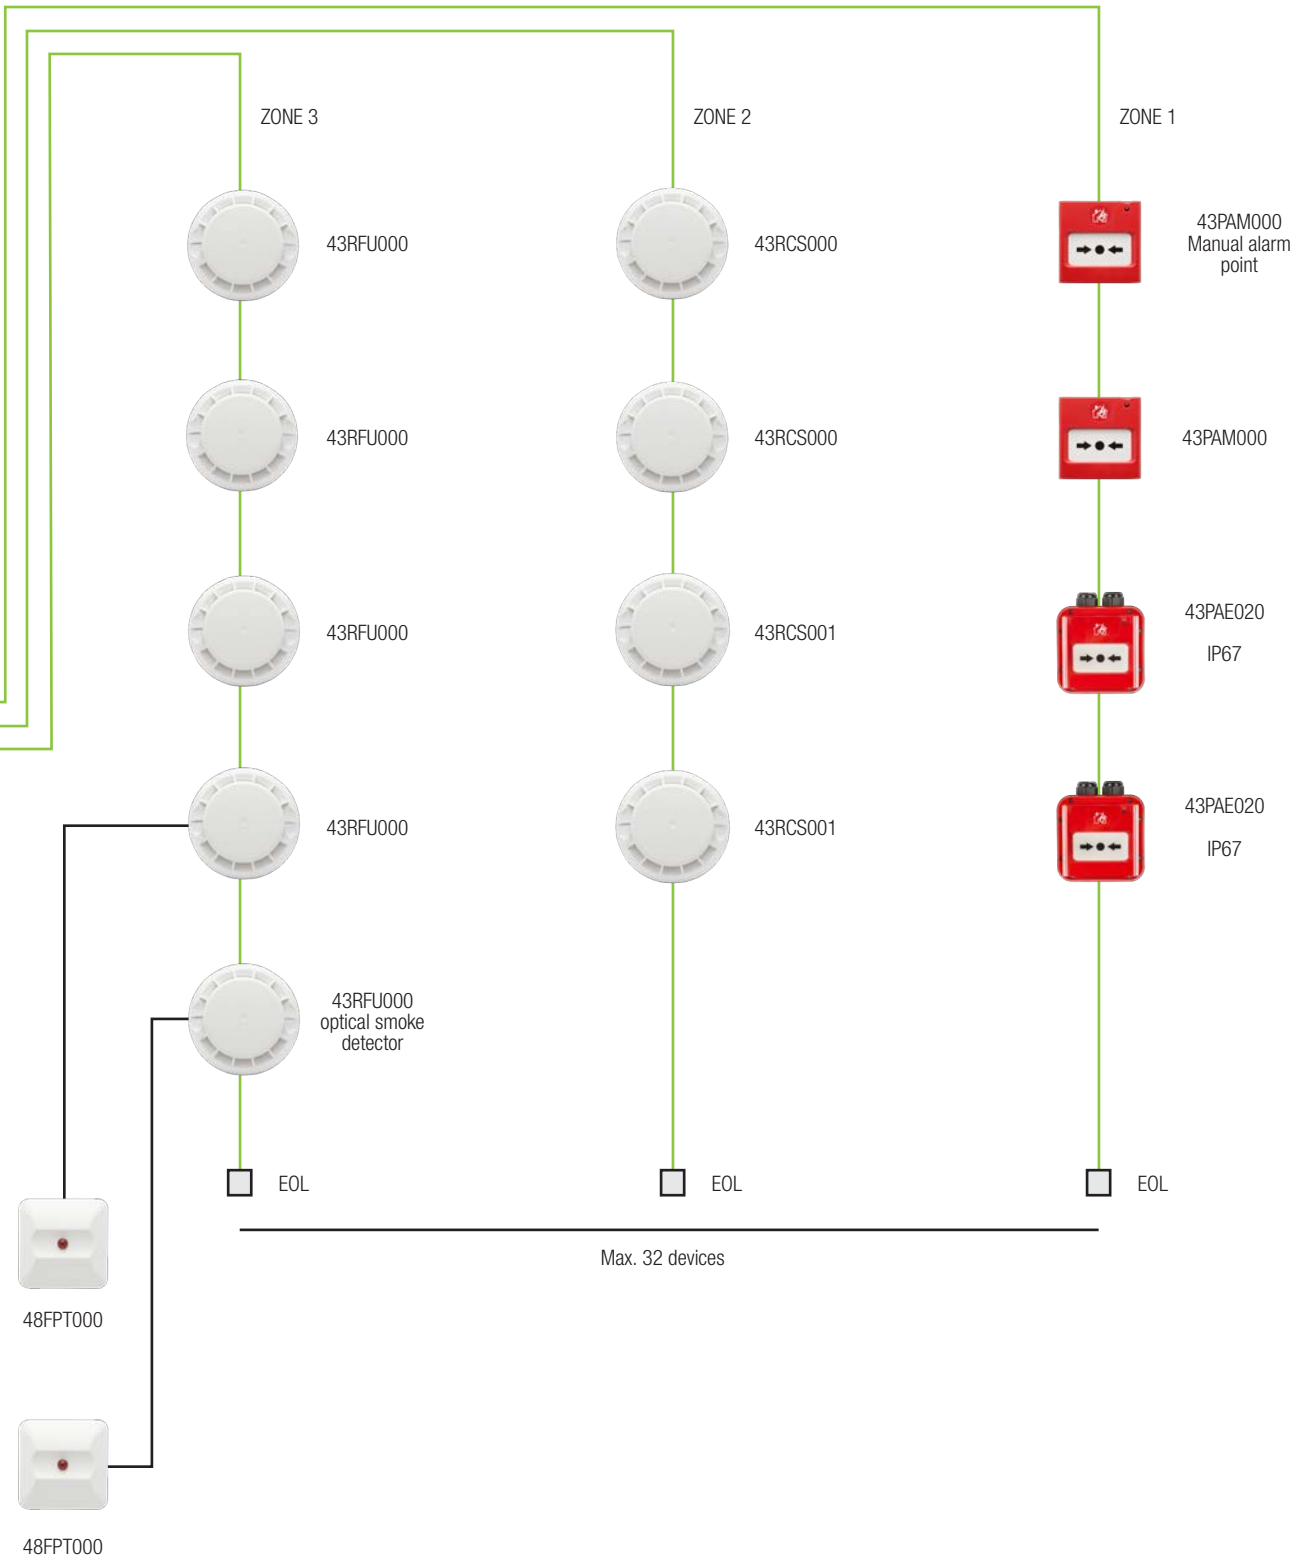 ZONE 3
ZONE 2
ZONE 1
43RFU000
43RCS000
43PAM000
Manual alarm
point
43RFU000
43RCS000
43PAM000
43RFU000
43RCS001
43PAE020
IP67
43RFU000
43RCS001
43PAE020
IP67
43RFU000
optical smoke
detector
EOL
EOL
EOL
Max. 32 devices
48FPT000
48FPT000